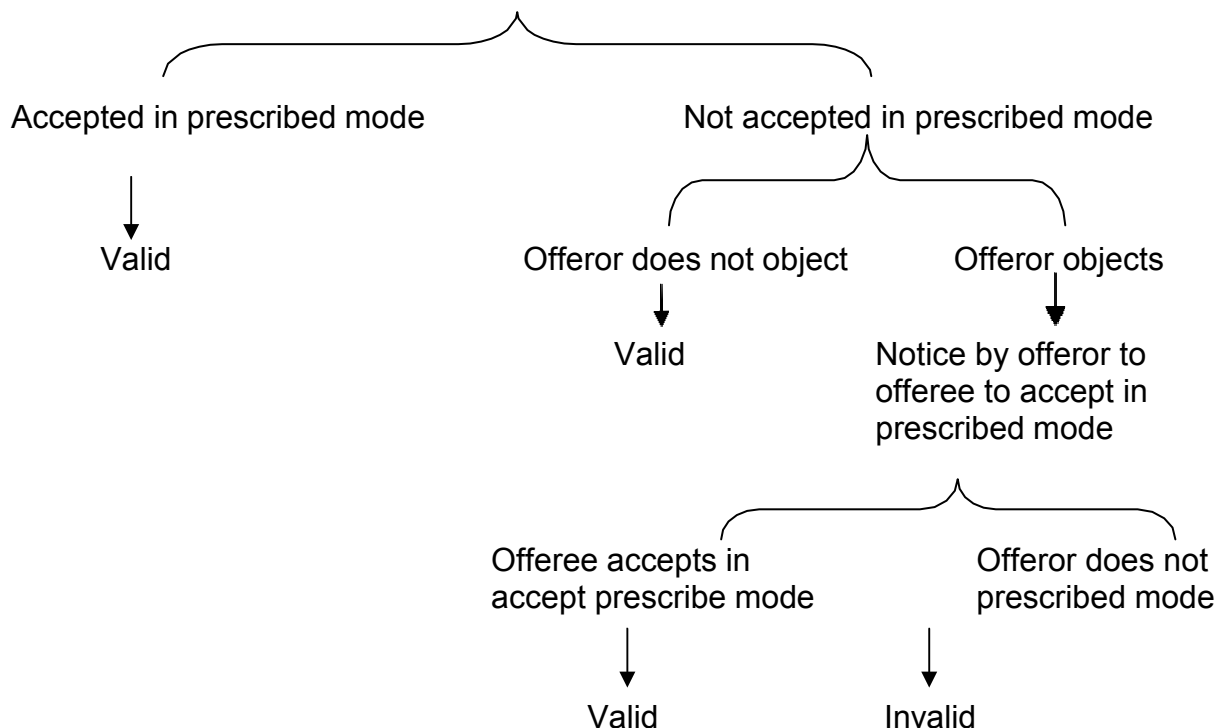 Accepted in prescribed mode
Not accepted in prescribed mode
Valid
Offeror does not object
Offeror objects
Valid
Notice by offeror to
offeree to accept in
prescribed mode
Offeree accepts in
accept prescribe mode
Offeror does not
prescribed mode
Valid
Invalid